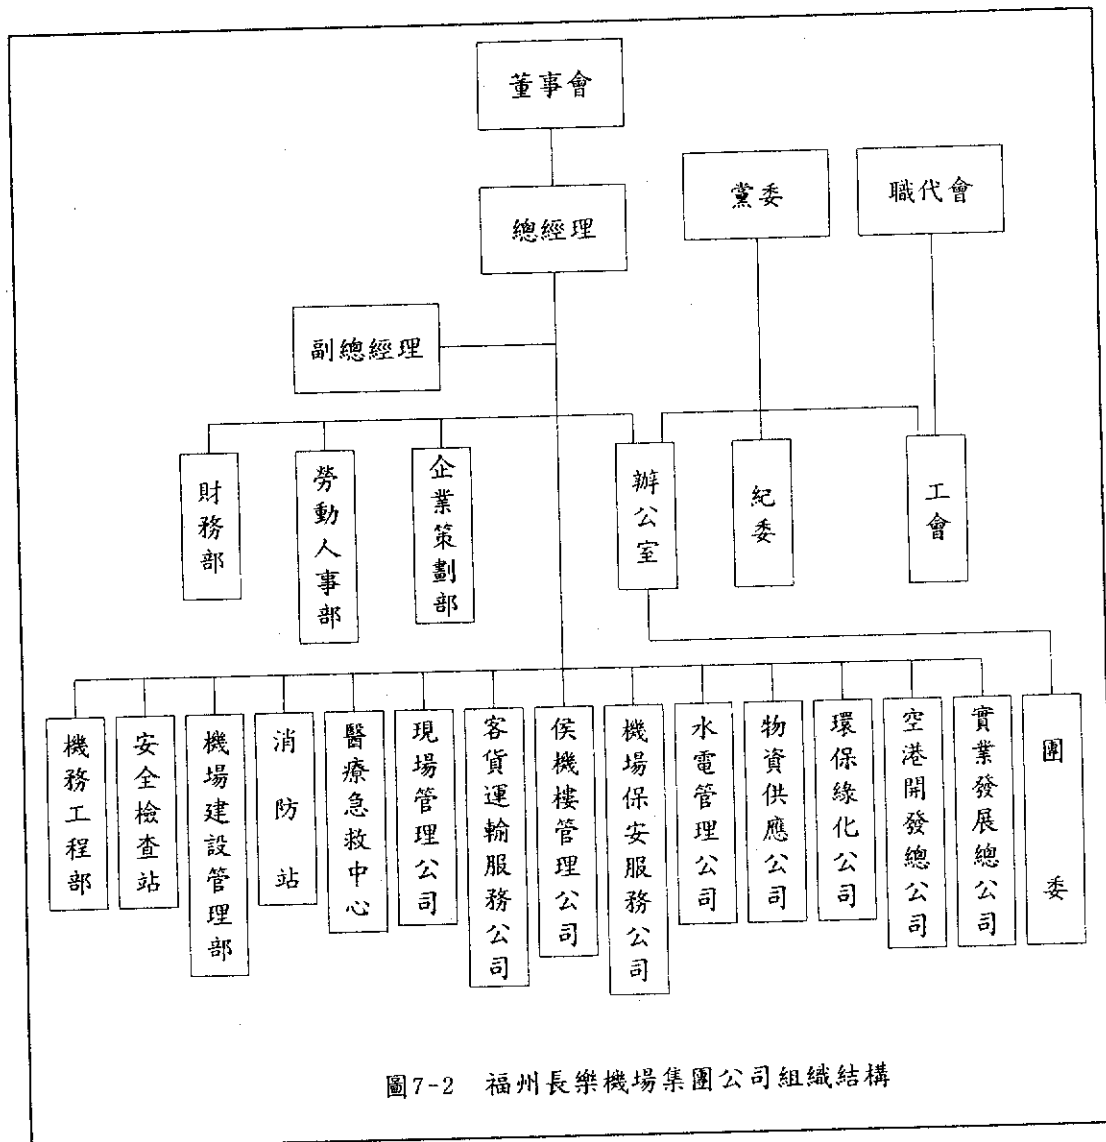 董事會
黨委
職代會
總經理
副總經理
財務部
勞動人事部
企業策劃部
辦公室
紀委
工會
機務工程部
安全檢查站
機場建設管理部
消防站
醫療急救中心
現場管理公司
客貨運輸服務公司
侯機樓管理公司
機場保安服務公司
水電管理公司
物資供應公司
環保綠化公司
空港開發總公司
實業發展總公司
團委
圖7-2 福州長樂機場集團公司組織結構